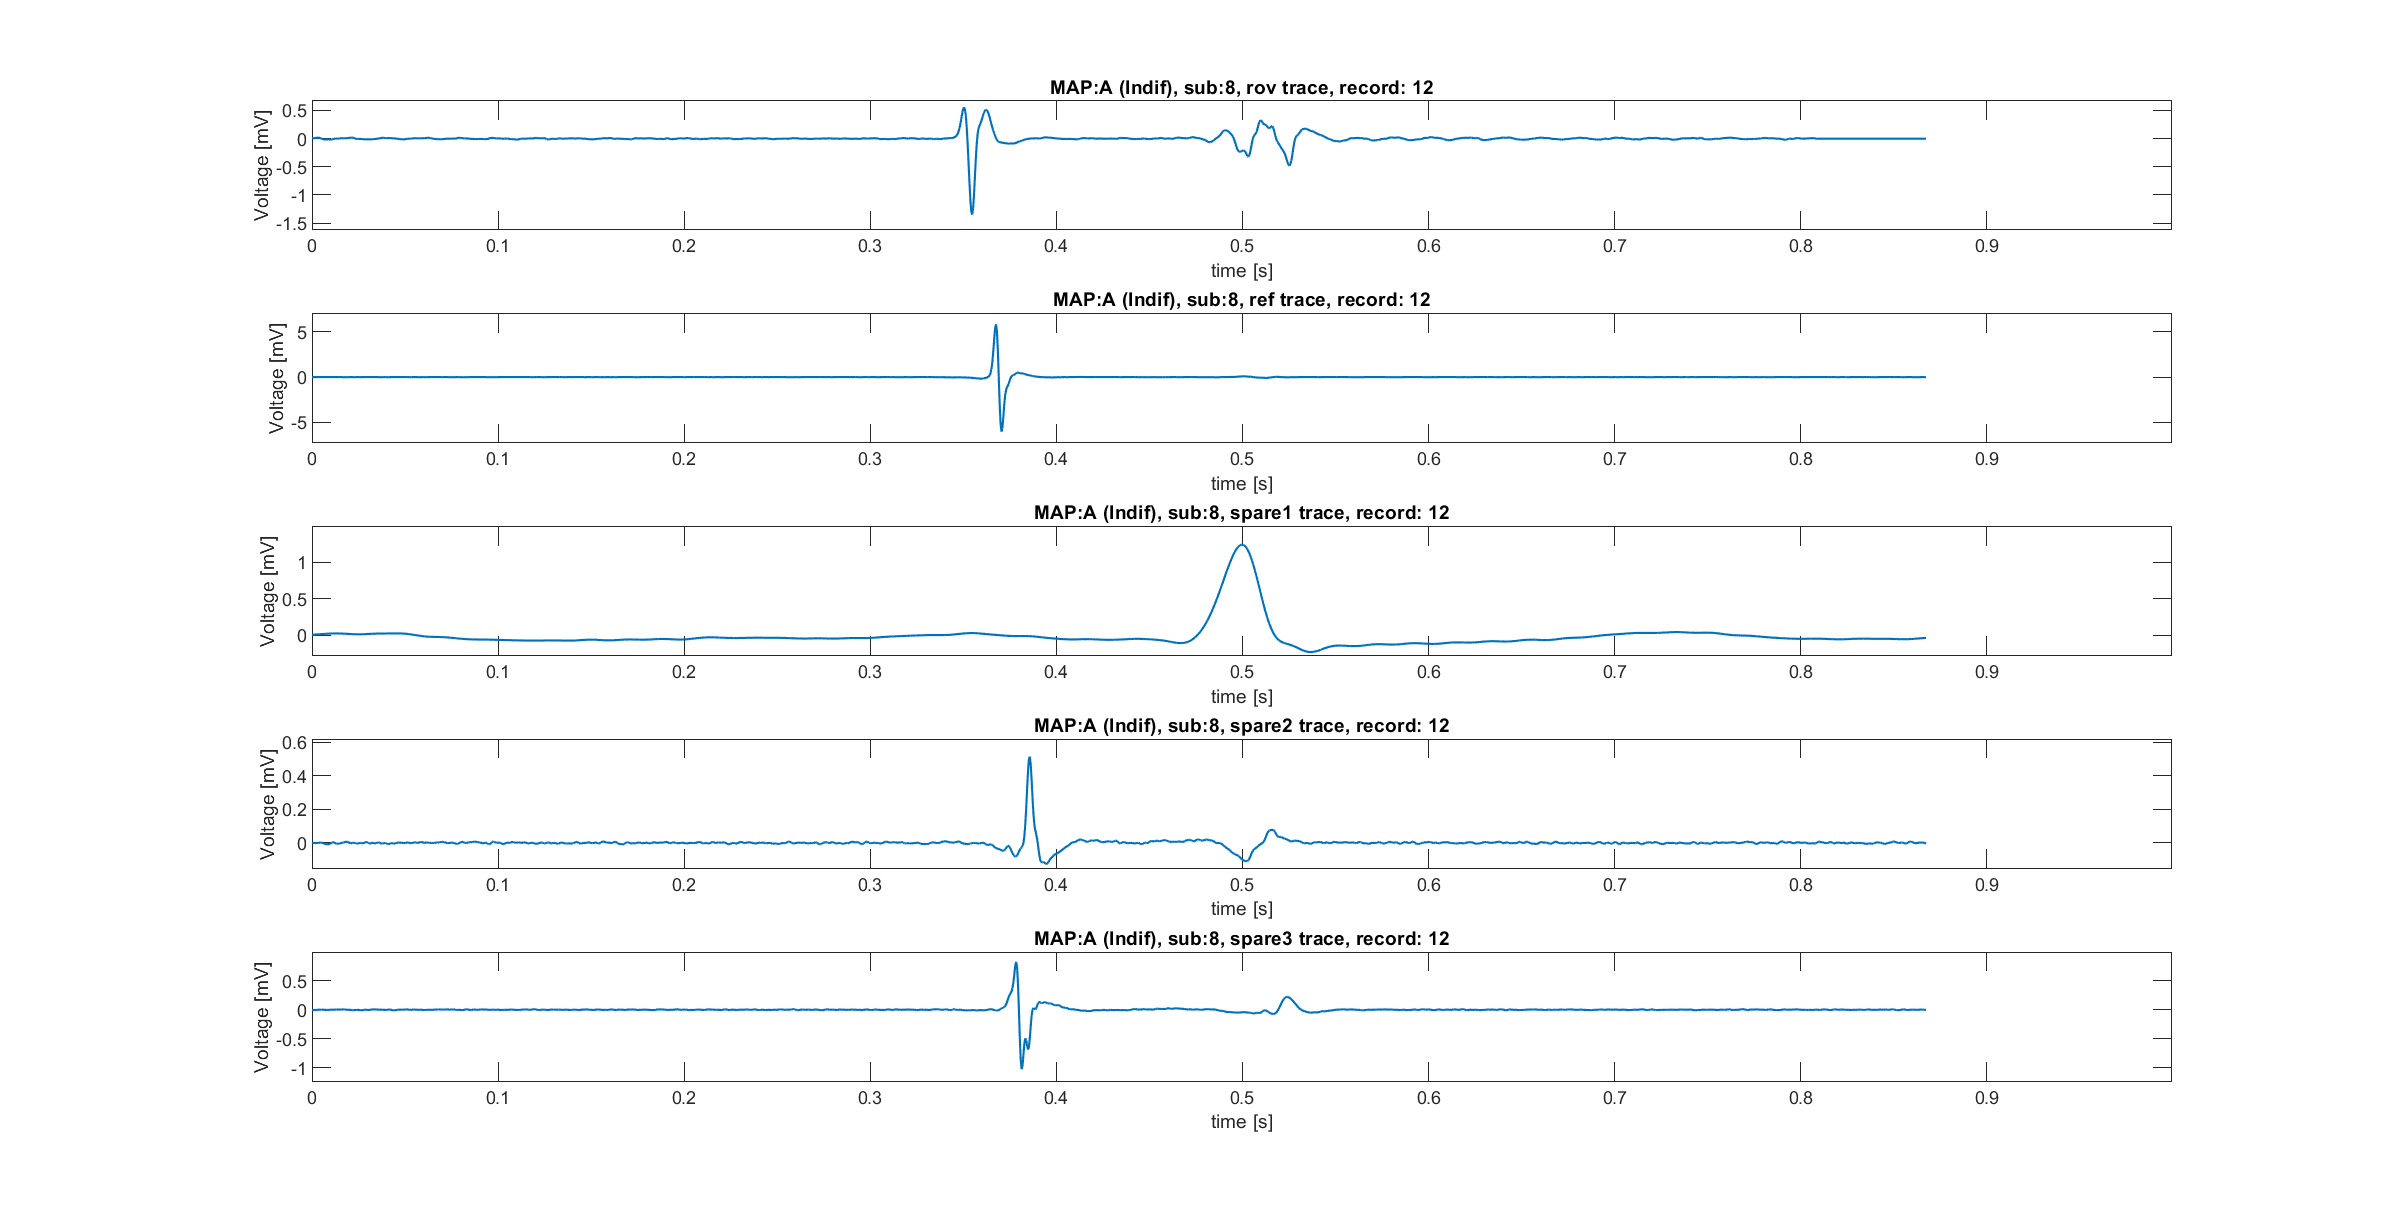 MAP:A (Indif), sub:8, rov trace, record: 12
Voltage [mV]
0.5
0
-0.5
-1
-1.5
0 0.1 0.2 0.3 0.4 0.5 0.6 0.7 0.8 0.9
time [s]
MAP:A (Indif), sub:8, ref trace, record: 12
Voltage [mV]
5
0
-5
0 0.1 0.2 0.3 0.4 0.5 0.6 0.7 0.8 0.9
time [s]
MAP:A (Indif), sub:8, spare1 trace, record: 12
Voltage [mV]
1
0.5
0
0 0.1 0.2 0.3 0.4 0.5 0.6 0.7 0.8 0.9
time [s]
MAP:A (Indif), sub:8, spare2 trace, record: 12
Voltage [mV]
0.6
0.4
0.2
0
0 0.1 0.2 0.3 0.4 0.5 0.6 0.7 0.8 0.9
time [s]
MAP:A (Indif), sub:8, spare3 trace, record: 12
Voltage [mV]
0.5
0
-0.5
-1
0 0.1 0.2 0.3 0.4 0.5 0.6 0.7 0.8 0.9
time [s]